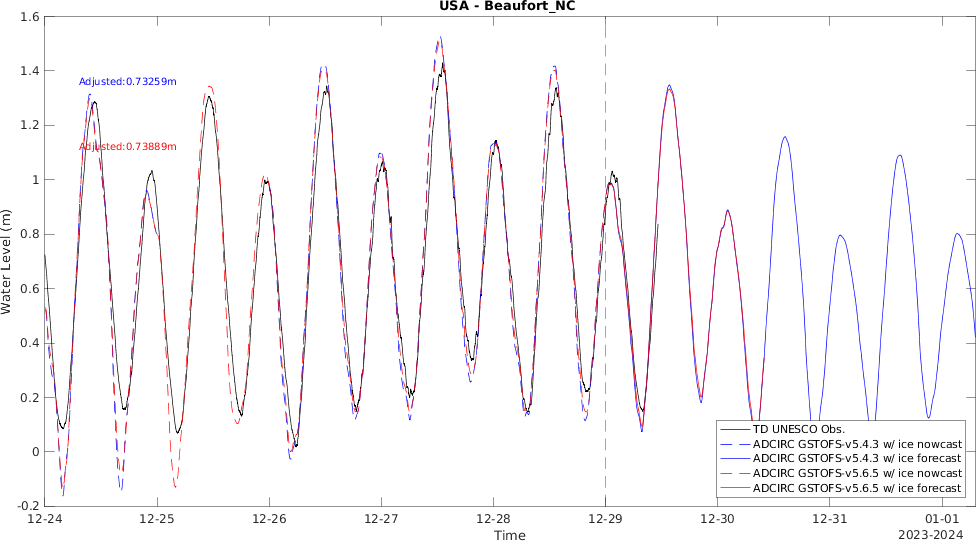 USA - Beaufort_NC
1.6
1.4
1.2
1
0.8
0.6
0.4
0.2
0
-0.2
Water Level (m)
Adjusted:0.73259m
Adjusted:0.73889m
TD UNESCO Obs.
ADCIRC GSTOFS-v5.4.3 w/ ice nowcast
ADCIRC GSTOFS-v5.4.3 w/ ice forecast
ADCIRC GSTOFS-v5.6.5 w/ ice nowcast
ADCIRC GSTOFS-v5.6.5 w/ ice forecast
12-24 12-25 12-26 12-27 12-28 12-29 12-30 12-31 01-01
Time
2023-2024